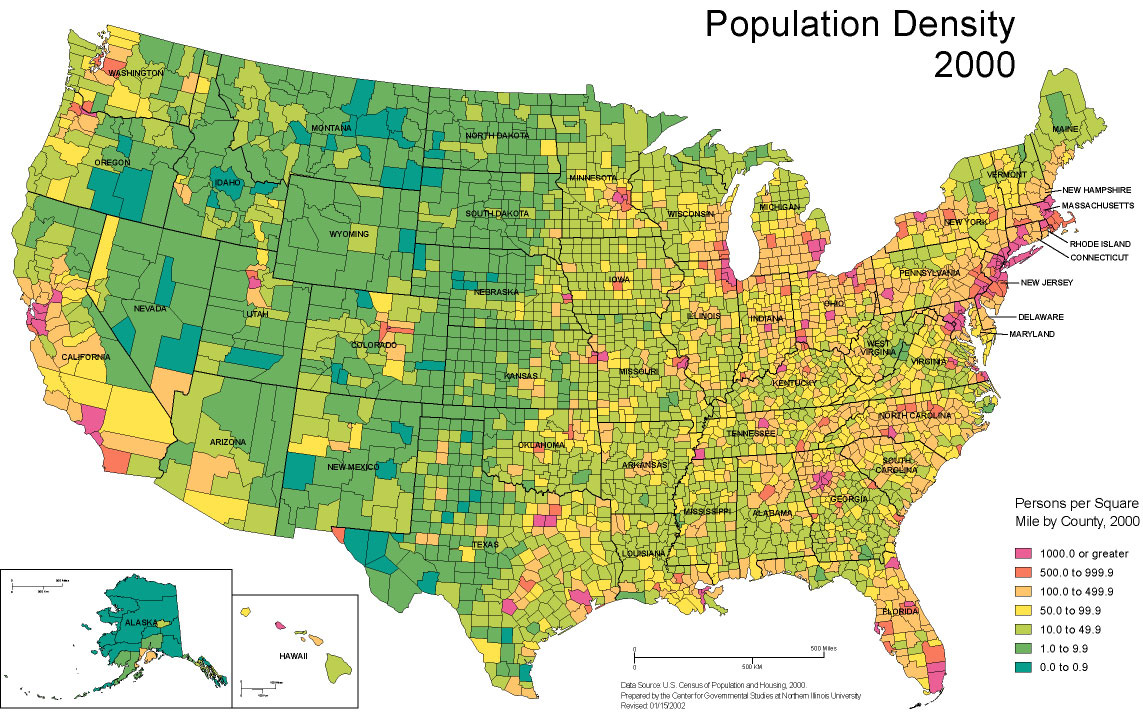 Population Density
2000
WASHINGTON
MONTANA
NORTH DAKOTA
MAINE
OREGON
IDAHO
MINNESOTA
VERMONT
NEW HAMPSHIRE
MASSACHUSETTS
SOUTH DAKOTA
WISCONSIN
MICHIGAN
NEW YORK
WYOMING
RHODE ISLAND
CONNECTICUT
IOWA
PENNSYLVANIA
NEBRASKA
NEW JERSEY
NEVADA
UTAH
ILLINOIS
INDIANA
OHIO
DELAWARE
MARYLAND
COLORADO
WEST
VIRGINIA
CALIFORNIA
VIRGINIA
KANSAS
MISSOURI
KENTUCKY
NORTH CAROLINA
ARIZONA
OKLAHOMA
TENNESSEE
NEW MEXICO
ARKANSAS
SOUTH
CAROLINA
MISSISSIPPI
ALABAMA
GEORGIA
TEXAS
LOUISIANA
FLORIDA
ALASKA
HAWAII
Persons per Square
Mile by County, 2000
1000.0 or greater
500.0 to 999.9
100.0 to 499.9
50.0 to 99.9
10.0 to 49.9
1.0 to 9.9
0.0 to 0.9
0 500 Miles
0 500 KM
Data Source: U.S. Census of Population and Housing, 2000.
Prepared by the Center for Governmental Studies at Northern Illinois University
Revised: 01/15/2002